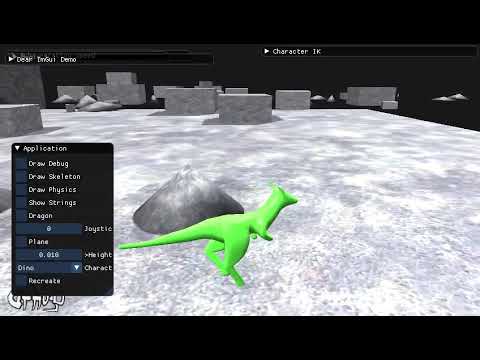 ▶ Dear ImGui Demo
▶ Character IK
▼ Application
Draw Debug
Draw Skeleton
Draw Physics
Show Strings
Dragon
0 Joystic
Plane
0.010 >Height
Dino ▼ Charact
Recreate